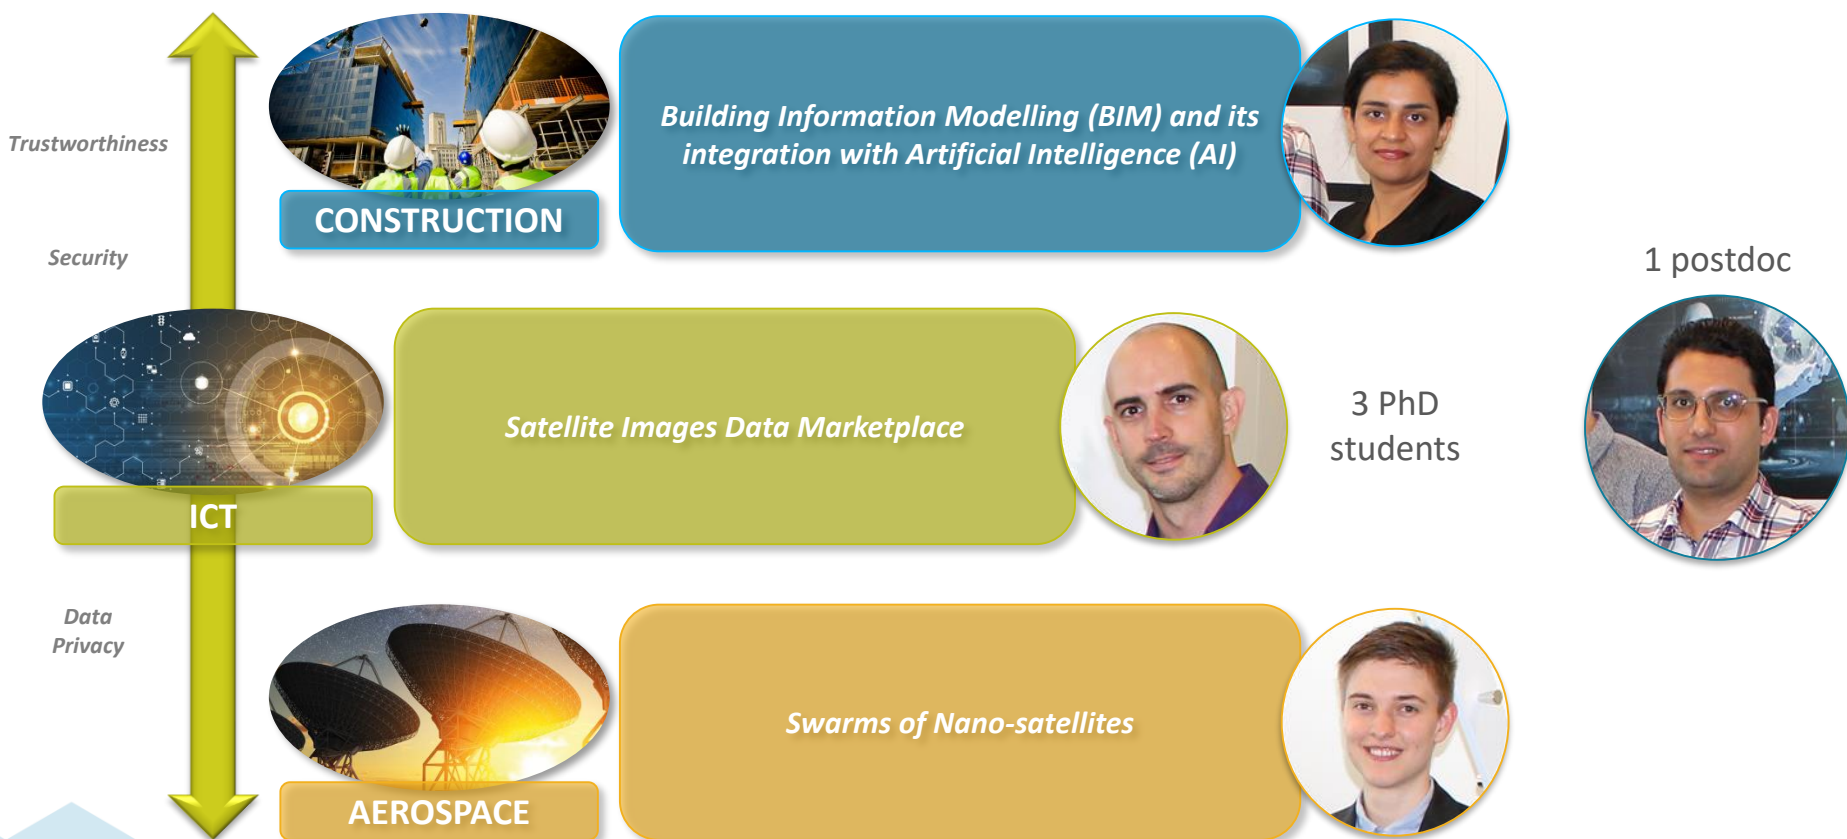 Trustworthiness
Security
Data
Privacy
CONSTRUCTION
Building Information Modelling (BIM) and its
integration with Artificial Intelligence (AI)
ICT
Satellite Images Data Marketplace
3 PhD
students
1 postdoc
AEROSPACE
Swarms of Nano-satellites